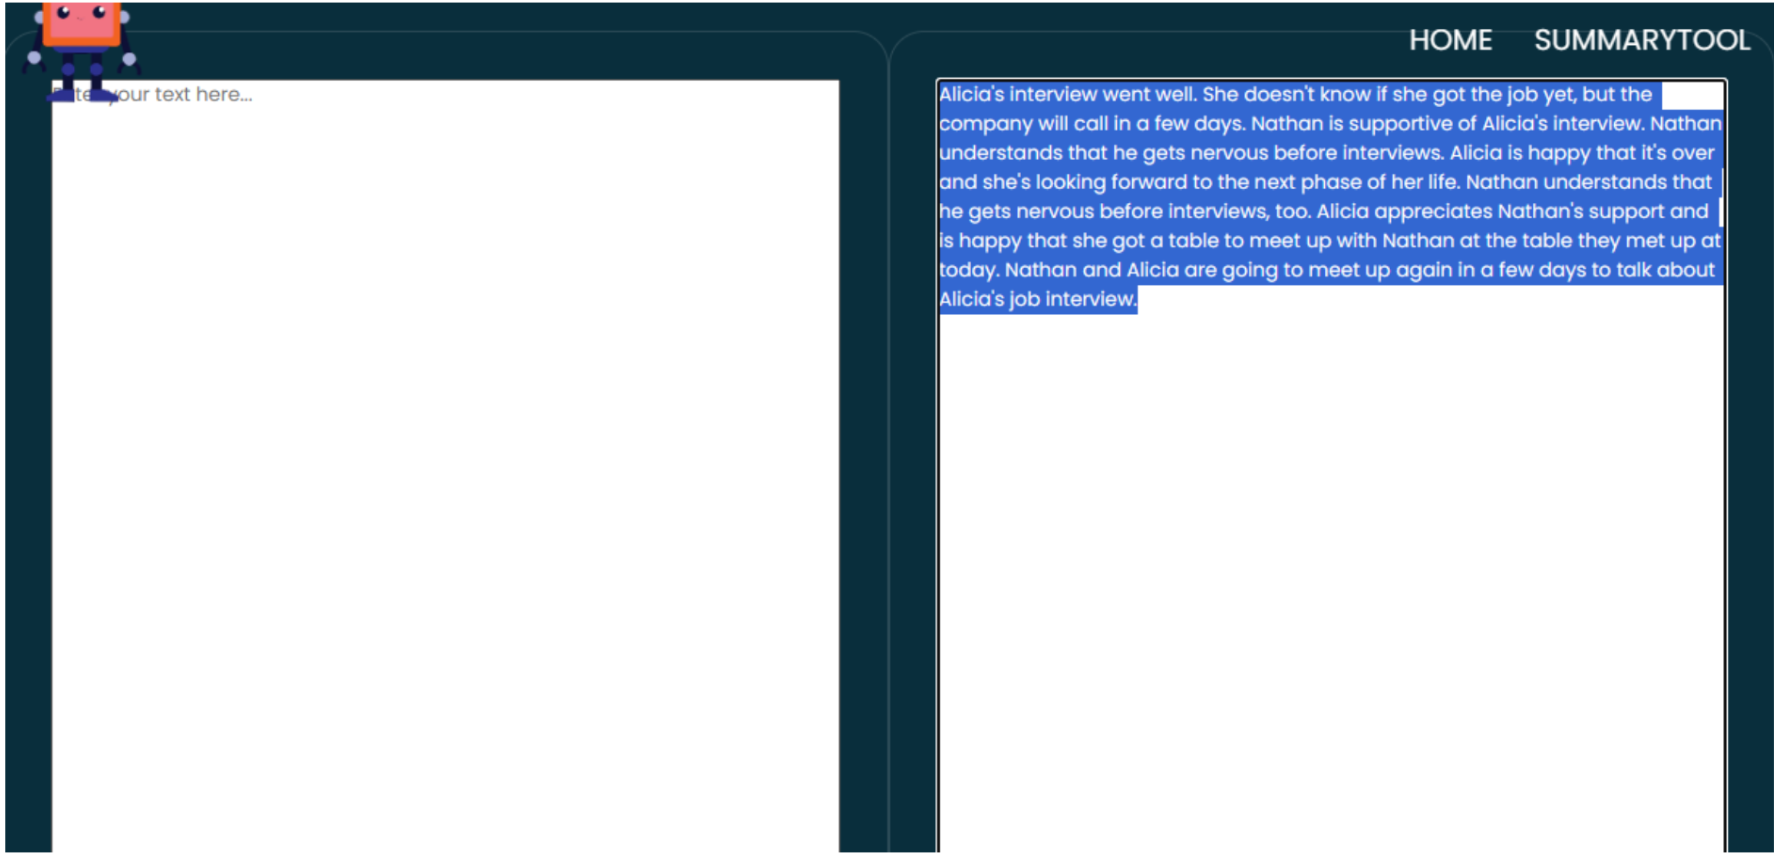 HOME SUMMARYTOOL
your text here...
Alicia's interview went well. She doesn't know if she got the job yet, but the
company will call in a few days. Nathan is supportive of Alicia's interview. Nathan
understands that he gets nervous before interviews. Alicia is happy that it's over
and she's looking forward to the next phase of her life. Nathan understands that
he gets nervous before interviews, too. Alicia appreciates Nathan's support and
is happy that she got a table to meet up with Nathan at the table they met up at
today. Nathan and Alicia are going to meet up again in a few days to talk about
Alicia's job interview.